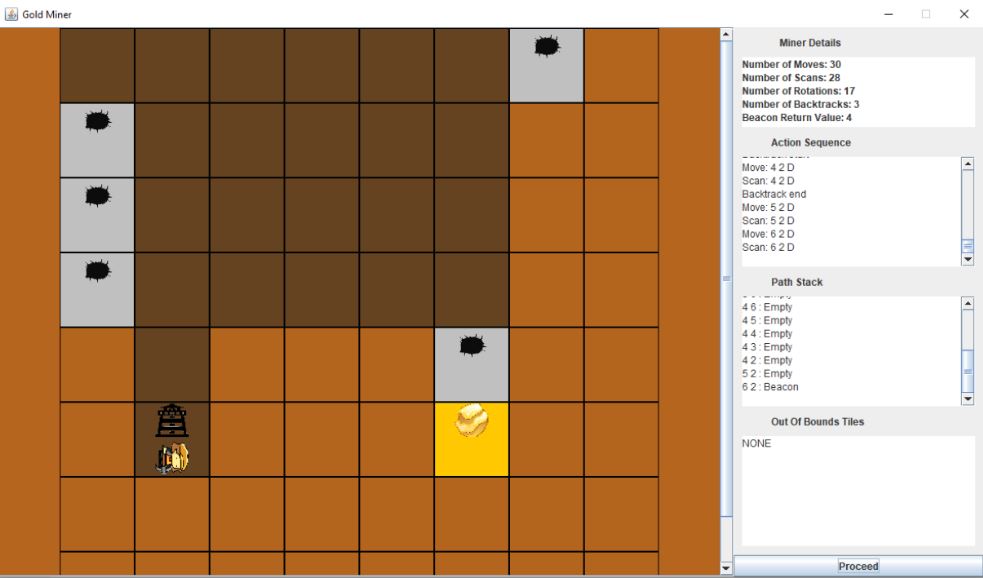 Gold Miner
Miner Details
Number of Moves: 30
Number of Scans: 28
Number of Rotations: 17
Number of Backtracks: 3
Beacon Return Value: 4
Action Sequence
Move: 4 2 D
Scan: 4 2 D
Backtrack end
Move: 5 2 D
Scan: 5 2 D
Move: 6 2 D
Scan: 6 2 D
Path Stack
4 6 : Empty
4 5 : Empty
4 4 : Empty
4 3 : Empty
4 2 : Empty
5 2 : Empty
6 2 : Beacon
Out Of Bounds Tiles
NONE
Proceed